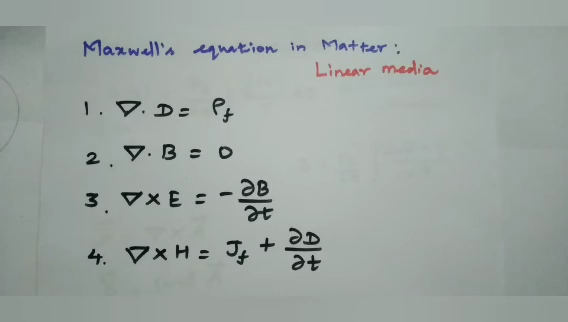 Maxwell's equation in Matter:
Linear media
1. ∇. D = ρf
2. ∇. B = 0
3. ∇ × E = - ∂B/∂t
4. ∇ × H = Jf + ∂D/∂t